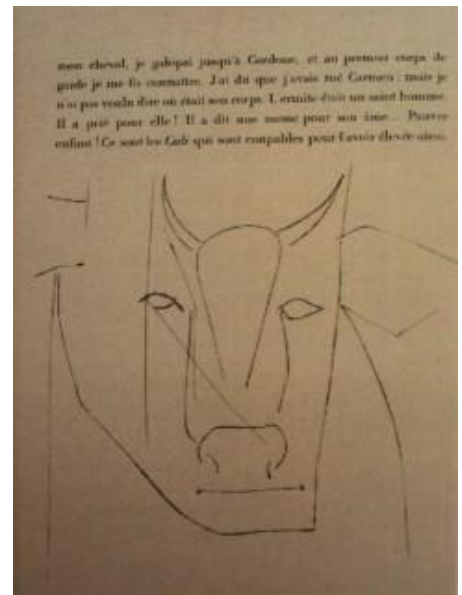 mon cheval, je galopai jusqu'à Cordoue, et au premier corps de
garde je me fis connaître. J'ai dit que j'avais tué Carmen ; mais je
n'ai pas voulu dire où était son corps. L'ermite était un saint homme.
Il a prié pour elle ! Il a dit une messe pour son âme... Pauvre
enfant ! Ce sont les Calé qui sont coupables pour l'avoir élevée ainsi.